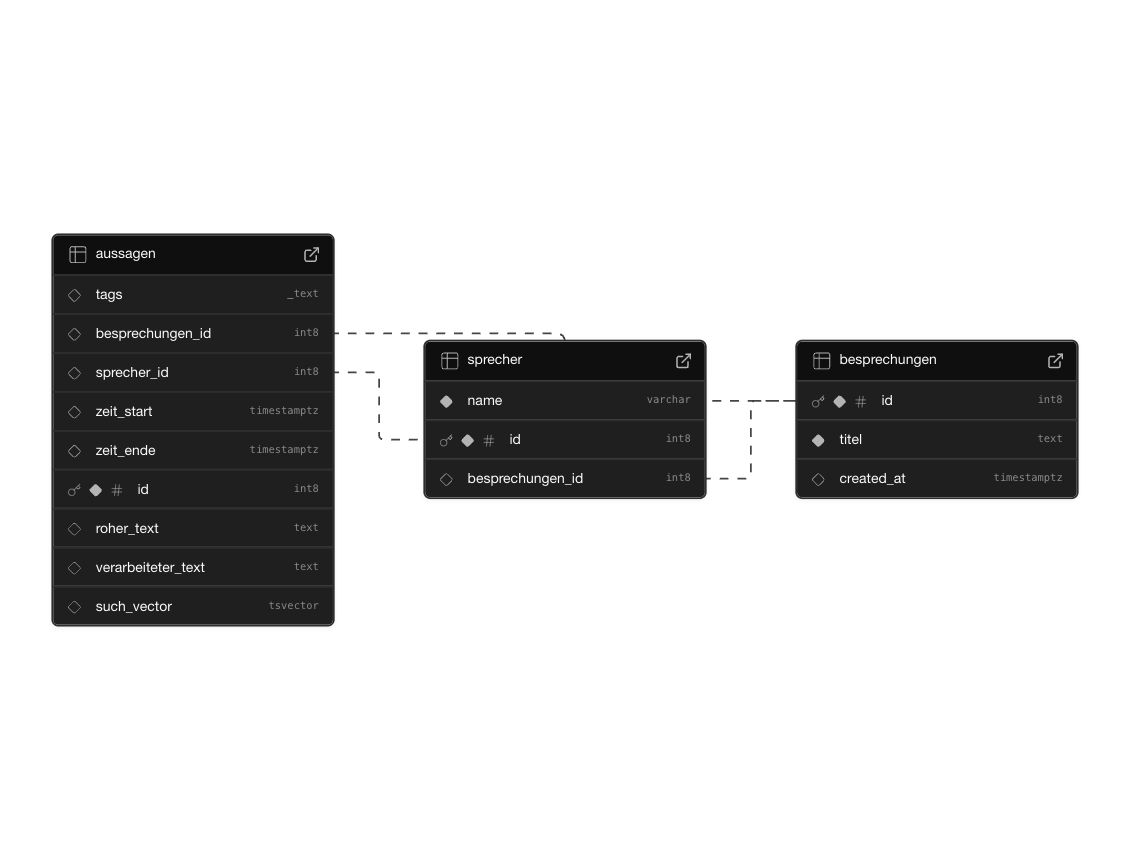 aussagen
tags _text
besprechungen_id int8
sprecher_id int8
zeit_start timestamptz
zeit_ende timestamptz
id int8
roher_text text
verarbeiteter_text text
such_vector tsvector
sprecher
name varchar
id int8
besprechungen_id int8
besprechungen
id int8
titel text
created_at timestamptz